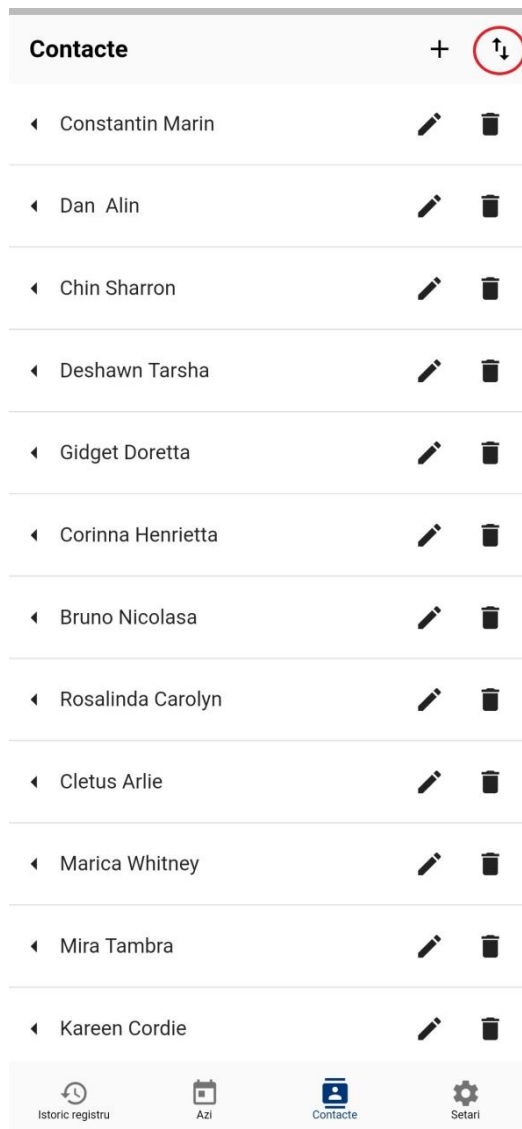 Contacte
Constantin Marin
Dan  Alin
Chin Sharron
Deshawn Tarsha
Gidget Doretta
Corinna Henrietta
Bruno Nicolasa
Rosalinda Carolyn
Cletus Arlie
Marica Whitney
Mira Tambra
Kareen Cordie
Istoric registru Azi Contacte Setari